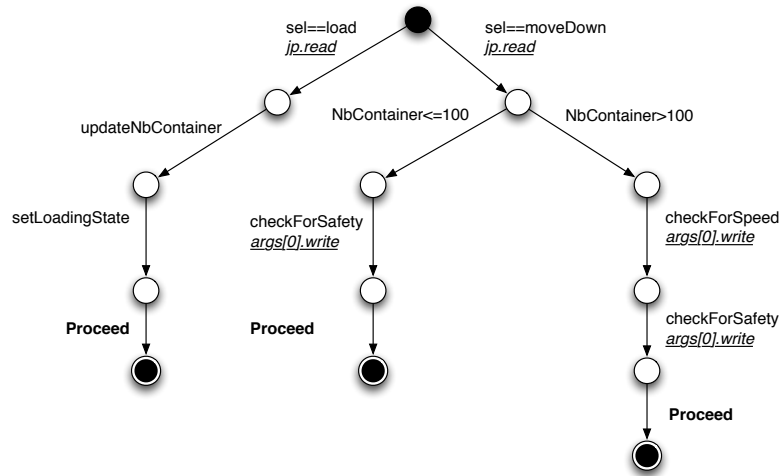 sel==load
jp.read
sel==moveDown
jp.read
updateNbContainer
NbContainer<=100
NbContainer>100
setLoadingState
checkForSafety
args[0].write
checkForSpeed
args[0].write
Proceed
Proceed
checkForSafety
args[0].write
Proceed